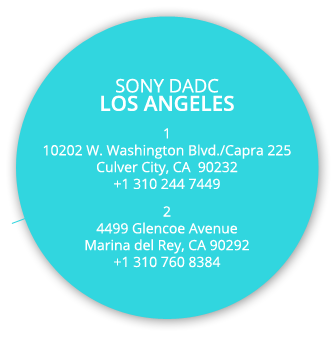 SONY DADC
LOS ANGELES
1
10202 W. Washington Blvd./Capra 225
Culver City, CA 90232
+1 310 244 7449
2
4499 Glencoe Avenue
Marina del Rey, CA 90292
+1 310 760 8384